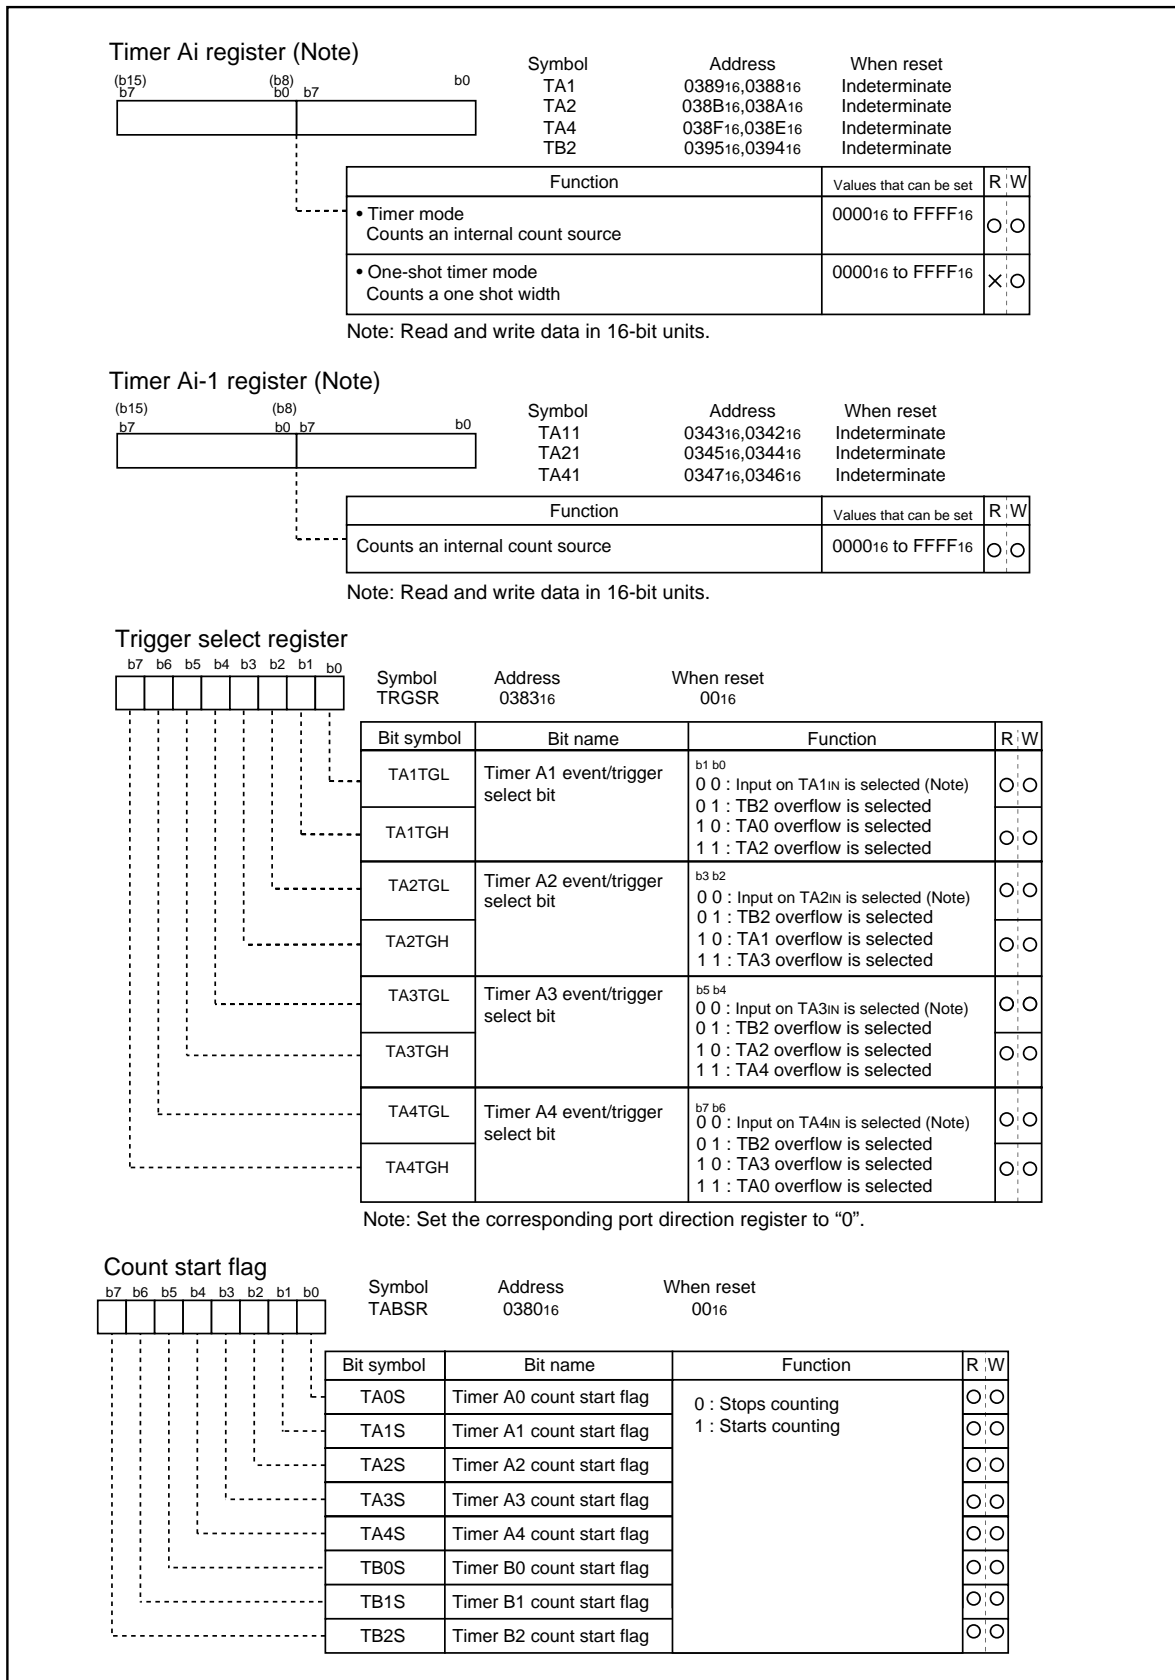 Timer Ai register (Note)
(b15) (b8)
b7 b0 b7 b0
Symbol Address When reset
TA1 038916,038816 Indeterminate
TA2 038B16,038A16 Indeterminate
TA4 038F16,038E16 Indeterminate
TB2 039516,039416 Indeterminate
Function Values that can be set R W
• Timer mode 000016 to FFFF16
Counts an internal count source
• One-shot timer mode 000016 to FFFF16
Counts a one shot width
Note: Read and write data in 16-bit units.
Timer Ai-1 register (Note)
(b15) (b8)
b7 b0 b7 b0
Symbol Address When reset
TA11 034316,034216 Indeterminate
TA21 034516,034416 Indeterminate
TA41 034716,034616 Indeterminate
Function Values that can be set R W
Counts an internal count source 000016 to FFFF16
Note: Read and write data in 16-bit units.
Trigger select register
b7 b6 b5 b4 b3 b2 b1 b0
Symbol Address When reset
TRGSR 038316 0016
Bit symbol Bit name Function R W
TA1TGL Timer A1 event/trigger select bit
TA1TGH
b1 b0
0 0 : Input on TA1IN is selected (Note)
0 1 : TB2 overflow is selected
1 0 : TA0 overflow is selected
1 1 : TA2 overflow is selected
TA2TGL Timer A2 event/trigger select bit
TA2TGH
b3 b2
0 0 : Input on TA2IN is selected (Note)
0 1 : TB2 overflow is selected
1 0 : TA1 overflow is selected
1 1 : TA3 overflow is selected
TA3TGL Timer A3 event/trigger select bit
TA3TGH
b5 b4
0 0 : Input on TA3IN is selected (Note)
0 1 : TB2 overflow is selected
1 0 : TA2 overflow is selected
1 1 : TA4 overflow is selected
TA4TGL Timer A4 event/trigger select bit
TA4TGH
b7 b6
0 0 : Input on TA4IN is selected (Note)
0 1 : TB2 overflow is selected
1 0 : TA3 overflow is selected
1 1 : TA0 overflow is selected
Note: Set the corresponding port direction register to “0”.
Count start flag
b7 b6 b5 b4 b3 b2 b1 b0
Symbol Address When reset
TABSR 038016 0016
Bit symbol Bit name Function R W
TA0S Timer A0 count start flag 0 : Stops counting
TA1S Timer A1 count start flag 1 : Starts counting
TA2S Timer A2 count start flag
TA3S Timer A3 count start flag
TA4S Timer A4 count start flag
TB0S Timer B0 count start flag
TB1S Timer B1 count start flag
TB2S Timer B2 count start flag